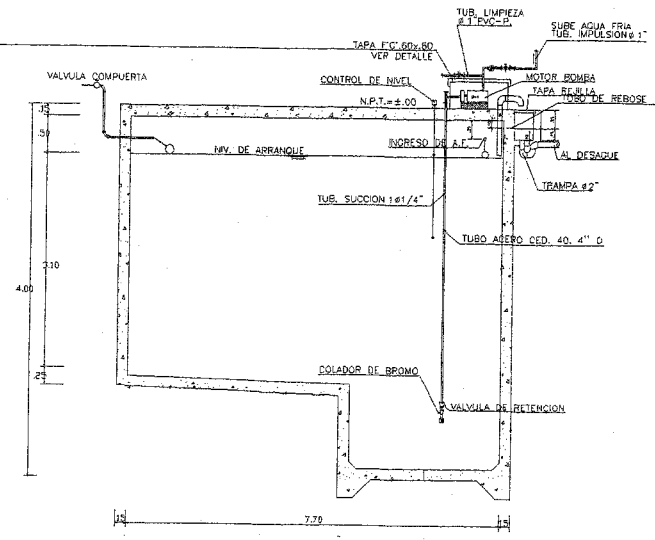 TUB. LIMPIEZA
ø 1" PVC-P.
SUBE AGUA FRIA
TUB. IMPULSION ø 1"
TAPA F°G°.60x.60
VER DETALLE
VALVULA COMPUERTA
CONTROL DE NIVEL
MOTOR BOMBA
TAPA REJILLA
TUBO DE REBOSE
N.P.T.=±.00
.50
NIV. DE ARRANQUE
INGRESO DE A.F.
AL DESAGUE
TRAMPA ø2"
TUB. SUCCION 1ø1/4"
TUBO ACERO CED. 40. 4" O
4.00
3.10
.25
COLADOR DE BROMO
VALVULA DE RETENCION
.15
7.70
.15